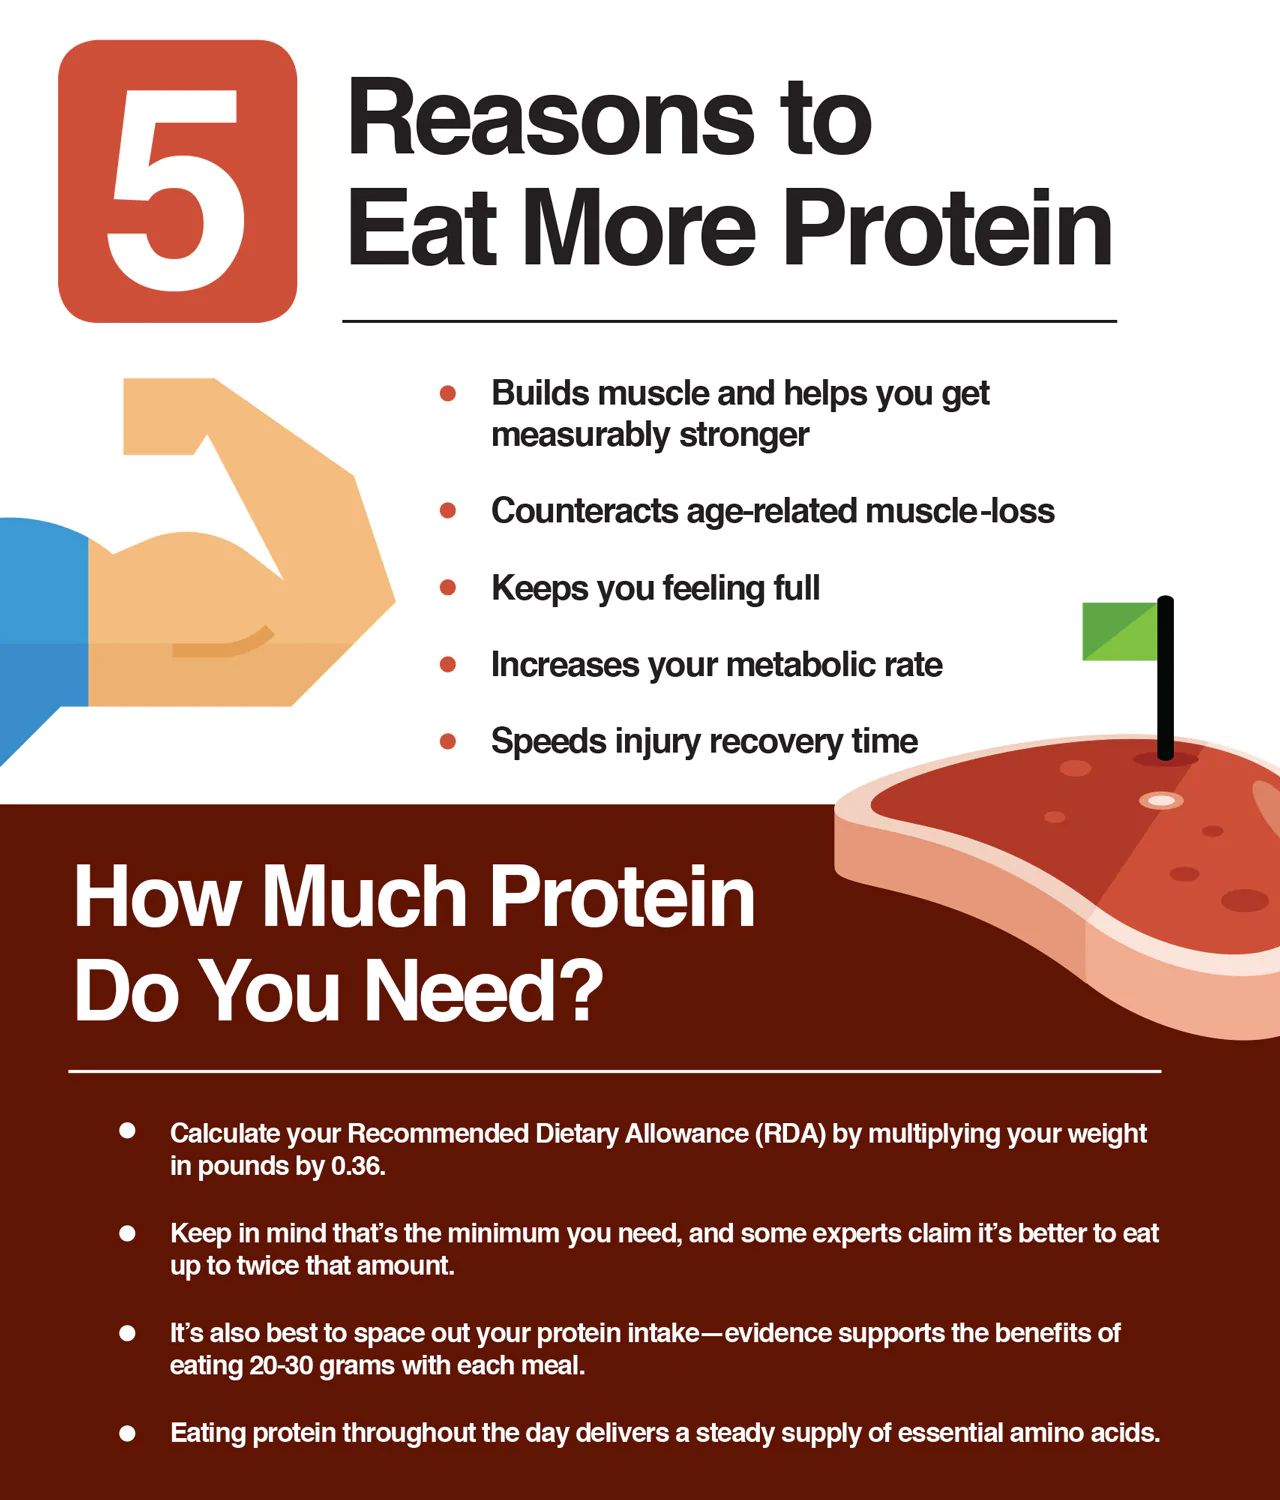 5
Reasons to
Eat More Protein
• Builds muscle and helps you get
measurably stronger
• Counteracts age-related muscle-loss
• Keeps you feeling full
• Increases your metabolic rate
• Speeds injury recovery time
How Much Protein
Do You Need?
• Calculate your Recommended Dietary Allowance (RDA) by multiplying your weight
in pounds by 0.36.
• Keep in mind that’s the minimum you need, and some experts claim it’s better to eat
up to twice that amount.
• It’s also best to space out your protein intake—evidence supports the benefits of
eating 20-30 grams with each meal.
• Eating protein throughout the day delivers a steady supply of essential amino acids.